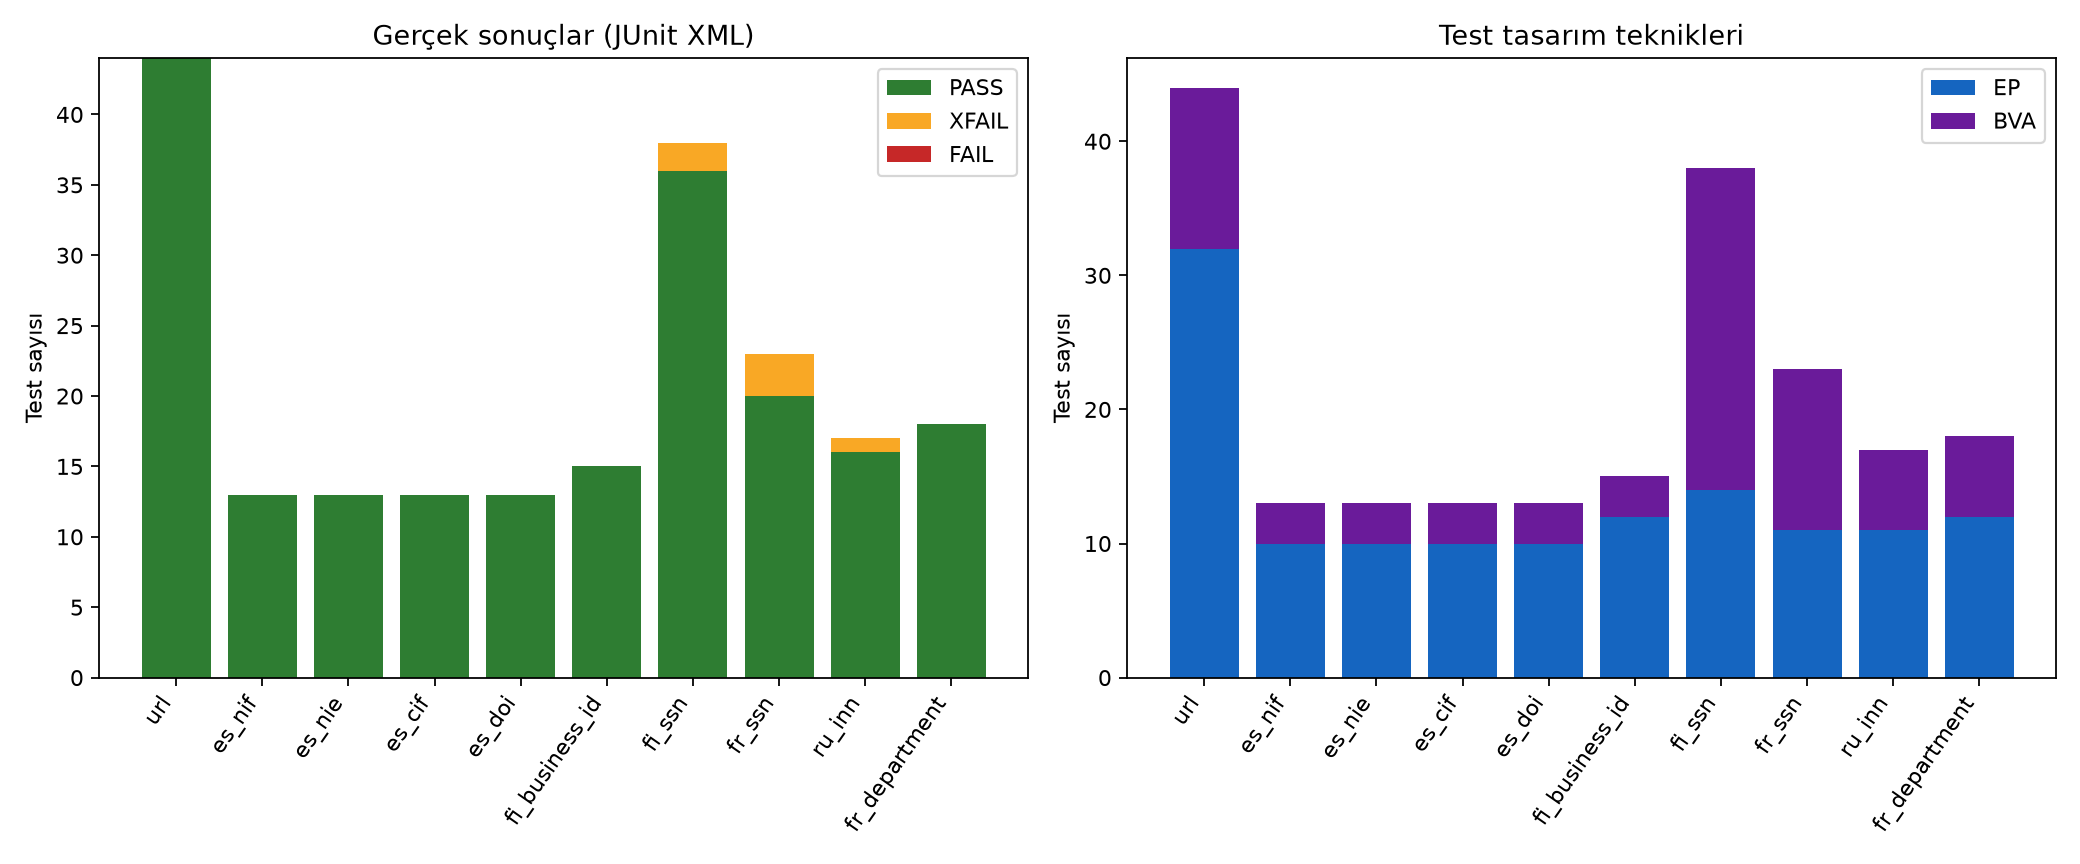 Gerçek sonuçlar (JUnit XML)
PASS
XFAIL
FAIL
Test sayısı
40
35
30
25
20
15
10
5
0
url
es_nif
es_nie
es_cif
es_doi
fi_business_id
fi_ssn
fr_ssn
ru_inn
fr_department
Test tasarım teknikleri
EP
BVA
Test sayısı
40
30
20
10
0
url
es_nif
es_nie
es_cif
es_doi
fi_business_id
fi_ssn
fr_ssn
ru_inn
fr_department